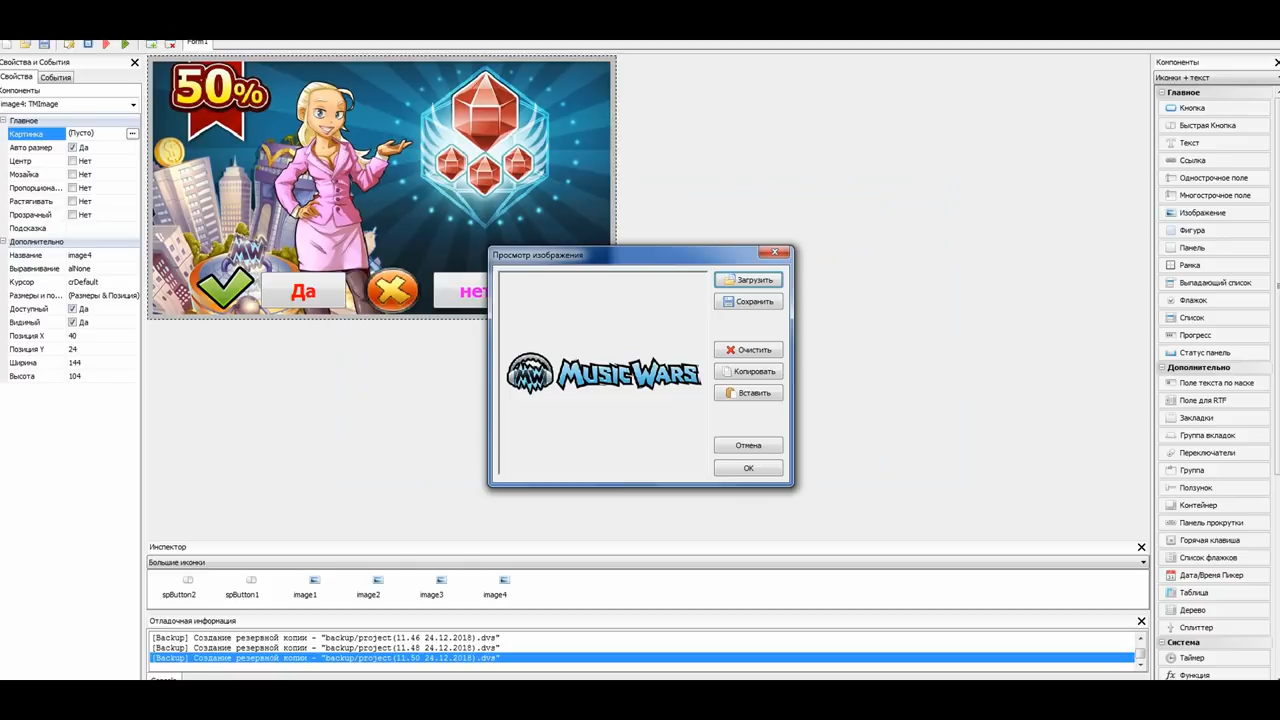 Form1
Свойства и События
Свойства События
Компоненты
image4: TMImage
Главное
Картинка (Пусто)
Авто размер Да
Центр Нет
Мозайка Нет
Пропорциона... Нет
Растягивать Нет
Прозрачный Нет
Подсказка
Дополнительно
Название image4
Выравнивание alNone
Курсор crDefault
Размеры и по... (Размеры & Позиция)
Доступный Да
Видимый Да
Позиция X 40
Позиция Y 24
Ширина 144
Высота 104
50%
Да
нет
Просмотр изображения
MUSIC WARS
Загрузить
Сохранить
Очистить
Копировать
Вставить
Отмена
OK
Инспектор
Большие иконки
spButton2 spButton1 image1 image2 image3 image4
Отладочная информация
[Backup] Создание резервной копии - "backup/project(11.46 24.12.2018).dvs"
[Backup] Создание резервной копии - "backup/project(11.48 24.12.2018).dvs"
[Backup] Создание резервной копии - "backup/project(11.50 24.12.2018).dvs"
Компоненты
Иконки + текст
Главное
Кнопка
Быстрая Кнопка
Текст
Ссылка
Однострочное поле
Многострочное поле
Изображение
Фигура
Панель
Рамка
Выпадающий список
Флажок
Список
Прогресс
Статус панель
Дополнительно
Поле текста по маске
Поле для RTF
Закладки
Группа вкладок
Переключатели
Группа
Ползунок
Контейнер
Панель прокрутки
Горячая клавиша
Список флажков
Дата/Время Пикер
Таблица
Дерево
Сплиттер
Система
Таймер
Функция